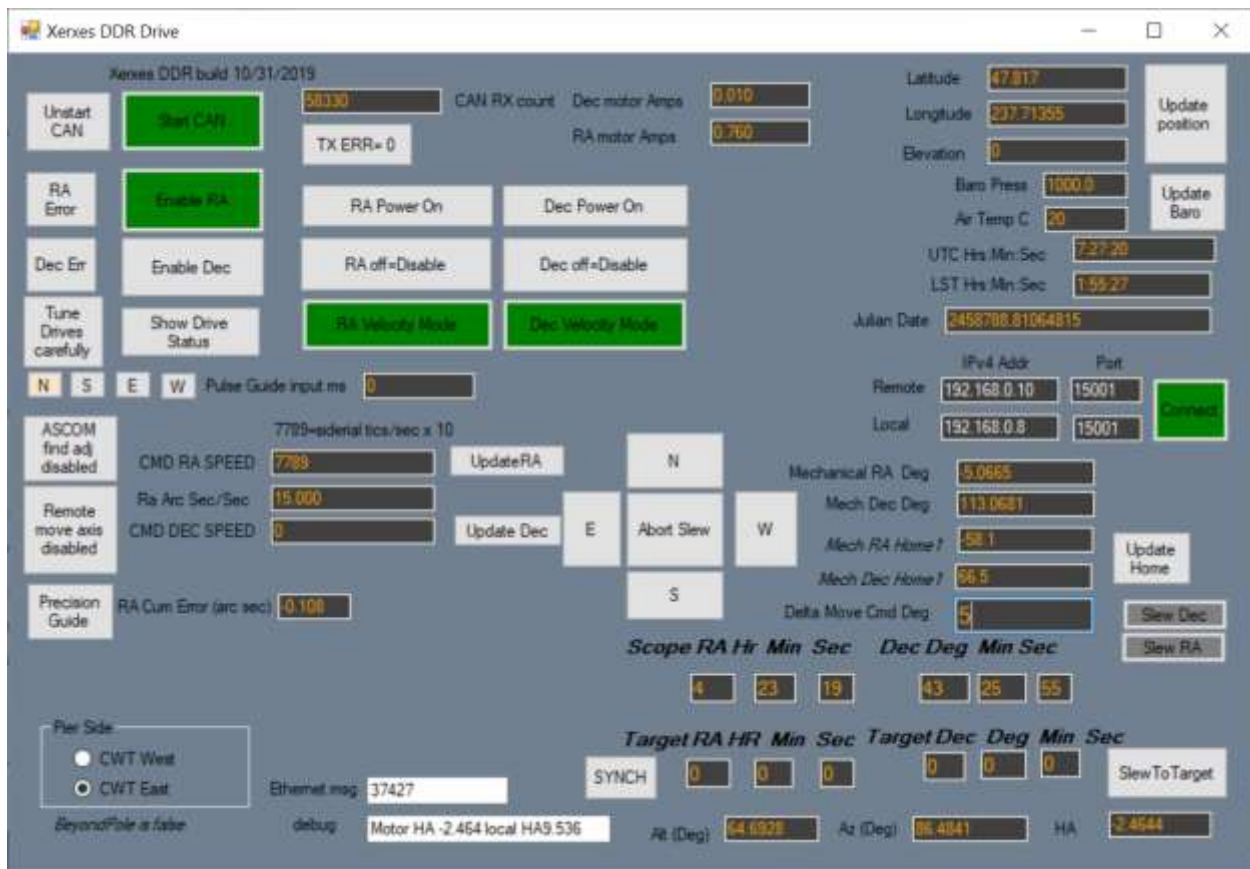 Xerxes DDR Drive
Xerxes DDR build 10/31/2019
Unstart CAN
Start CAN
58330 CAN RX count
TX ERR= 0
Dec motor Amps 0.010
RA motor Amps 0.760
Latitude 47.817
Longitude 237.71355
Elevation 0
Update position
RA Error
Enable RA
RA Power On
Dec Power On
Baro Press 1000.0
Air Temp C 20
Update Baro
Dec Err
Enable Dec
RA off=Disable
Dec off=Disable
UTC Hrs:Min:Sec 7:27:20
LST Hrs:Min:Sec 1:55:27
Tune Drives carefully
Show Drive Status
RA Velocity Mode
Dec Velocity Mode
Julian Date 2458788.81064815
N S E W Pulse Guide input ms 0
IPv4 Addr Port
Remote 192.168.0.10 15001
Local 192.168.0.8 15001
Connect
ASCOM find adj disabled
7789=siderial tics/sec x 10
CMD RA SPEED 7789 UpdateRA
Ra Arc Sec/Sec 15.000
CMD DEC SPEED 0 Update Dec
Remote move axis disabled
N
E Abort Slew W
S
Mechanical RA Deg -5.0665
Mech Dec Deg 113.0681
Mech RA Home? -58.1
Mech Dec Home? 66.5
Update Home
Delta Move Cmd Deg 5
Slew Dec
Slew RA
Precision Guide
RA Cum Error (arc sec) -0.108
Scope RA Hr Min Sec Dec Deg Min Sec
4 23 19 43 25 55
Pier Side
CWT West
CWT East
BeyondPole is false
Target RA HR Min Sec Target Dec Deg Min Sec
SYNCH 0 0 0 0 0 0 SlewToTarget
Ethernet msg 37427
debug Motor HA -2.464 local HA9.536
Alt (Deg) 64.6928 Az (Deg) 86.4841 HA -2.4644